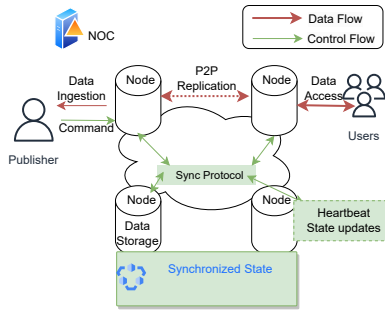 NOC
Data Flow
Control Flow
Data
Ingestion
Command
Publisher
Node
P2P
Replication
Node
Data
Access
Users
Sync Protocol
Node
Data
Storage
Node
Heartbeat
State updates
Synchronized State